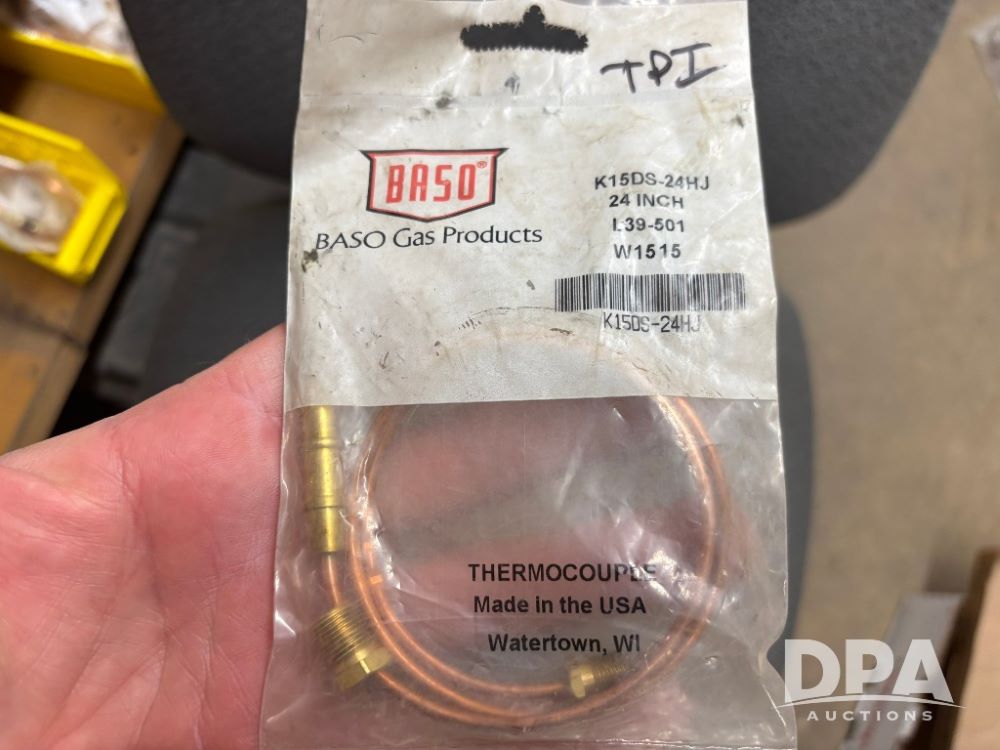 TPI
BASO®
BASO Gas Products
K15DS-24HJ
24 INCH
L39-501
W1515
K15DS-24HJ
THERMOCOUPLE
Made in the USA
Watertown, WI
DPA
AUCTIONS